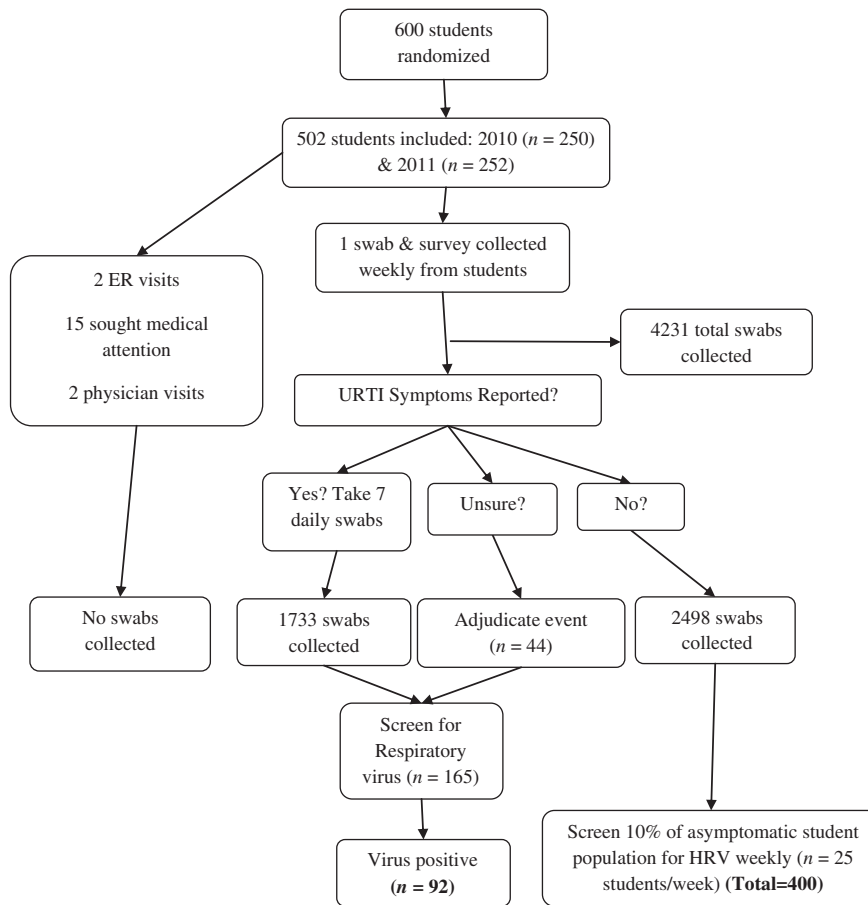 600 students
randomized
502 students included: 2010 (n = 250)
& 2011 (n = 252)
1 swab & survey collected
weekly from students
2 ER visits
15 sought medical
attention
2 physician visits
4231 total swabs
collected
URTI Symptoms Reported?
Yes? Take 7
daily swabs
Unsure?
No?
No swabs
collected
1733 swabs
collected
Adjudicate event
(n = 44)
2498 swabs
collected
Screen for
Respiratory
virus (n = 165)
Virus positive
(n = 92)
Screen 10% of asymptomatic student
population for HRV weekly (n = 25
students/week) (Total=400)